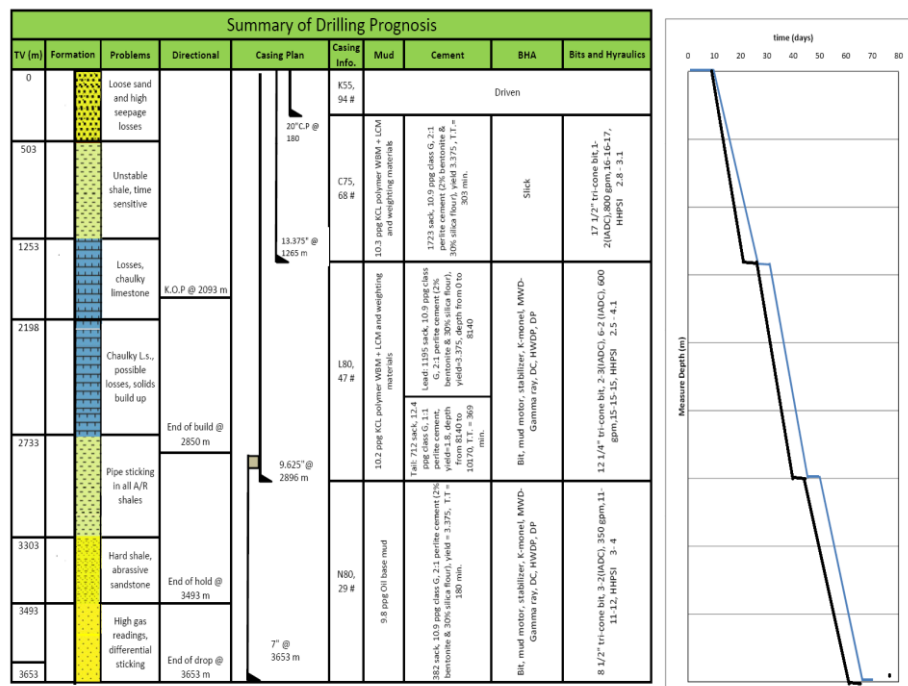 Summary of Drilling Prognosis
TV (m)
Formation
Problems
Directional
Casing Plan
Casing
Info.
Mud
Cement
BHA
Bits and Hyraulics
0
Loose sand
and high
seepage
losses
20"C.P @
180
K55,
94 #
Driven
503
Unstable
shale, time
sensitive
13.375" @
1265 m
C75,
68 #
10.3 ppg KCL polymer WBM + LCM
and weighting materials
1723 sack, 10.9 ppg class G, 2:1
perlite cement (2% bentonite &
30% silica flour), yield 3.375 , T.T.=
303 min.
Slick
17 1/2" tri-cone bit,1-
2(IADC),800 gpm,16-16-17,
HHPSI 2.8 - 3.1
1253
Losses,
chaulky
limestone
K.O.P @ 2093 m
2198
Chaulky L.s.,
possible
losses, solids
build up
End of build @
2850 m
L80,
47 #
10.2 ppg KCL polymer WBM + LCM and weighting
materials
Lead: 1195 sack, 10.9 ppg class
G, 2:1 perlite cement (2%
bentonite & 30% silica flour),
yield=3.375, depth from 0 to
8140
Tail: 712 sack, 12.4
ppg class G, 1:1
perlite cement,
yield=1.8, depth
from 8140 to
10170, T.T. = 369
min.
Bit, mud motor, stabilizer, K-monel, MWD-
Gamma ray, DC, HWDP, DP
12 1/4" tri-cone bit, 2-3(IADC), 6-2 (IADC), 600
gpm,15-15-15, HHPSI 2.5 - 4.1
2733
Pipe sticking
in all A/R
shales
9.625"@
2896 m
3303
Hard shale,
abrassive
sandstone
End of hold @
3493 m
3493
High gas
readings,
differential
sticking
End of drop @
3653 m
3653
7" @
3653 m
N80,
29 #
9.8 ppg Oil base mud
382 sack, 10.9 ppg class G, 2:1 perlite cement (2%
bentonite & 30% silica flour), yield = 3.375, T.T =
180 min.
Bit, mud motor, stabilizer, K-monel, MWD-
Gamma ray, DC, HWDP, DP
8 1/2" tri-cone bit, 3-2(IADC), 350 gpm,11-
11-12, HHPSI 3- 4
time (days)
0 10 20 30 40 50 60 70 80
Measure Depth (m)